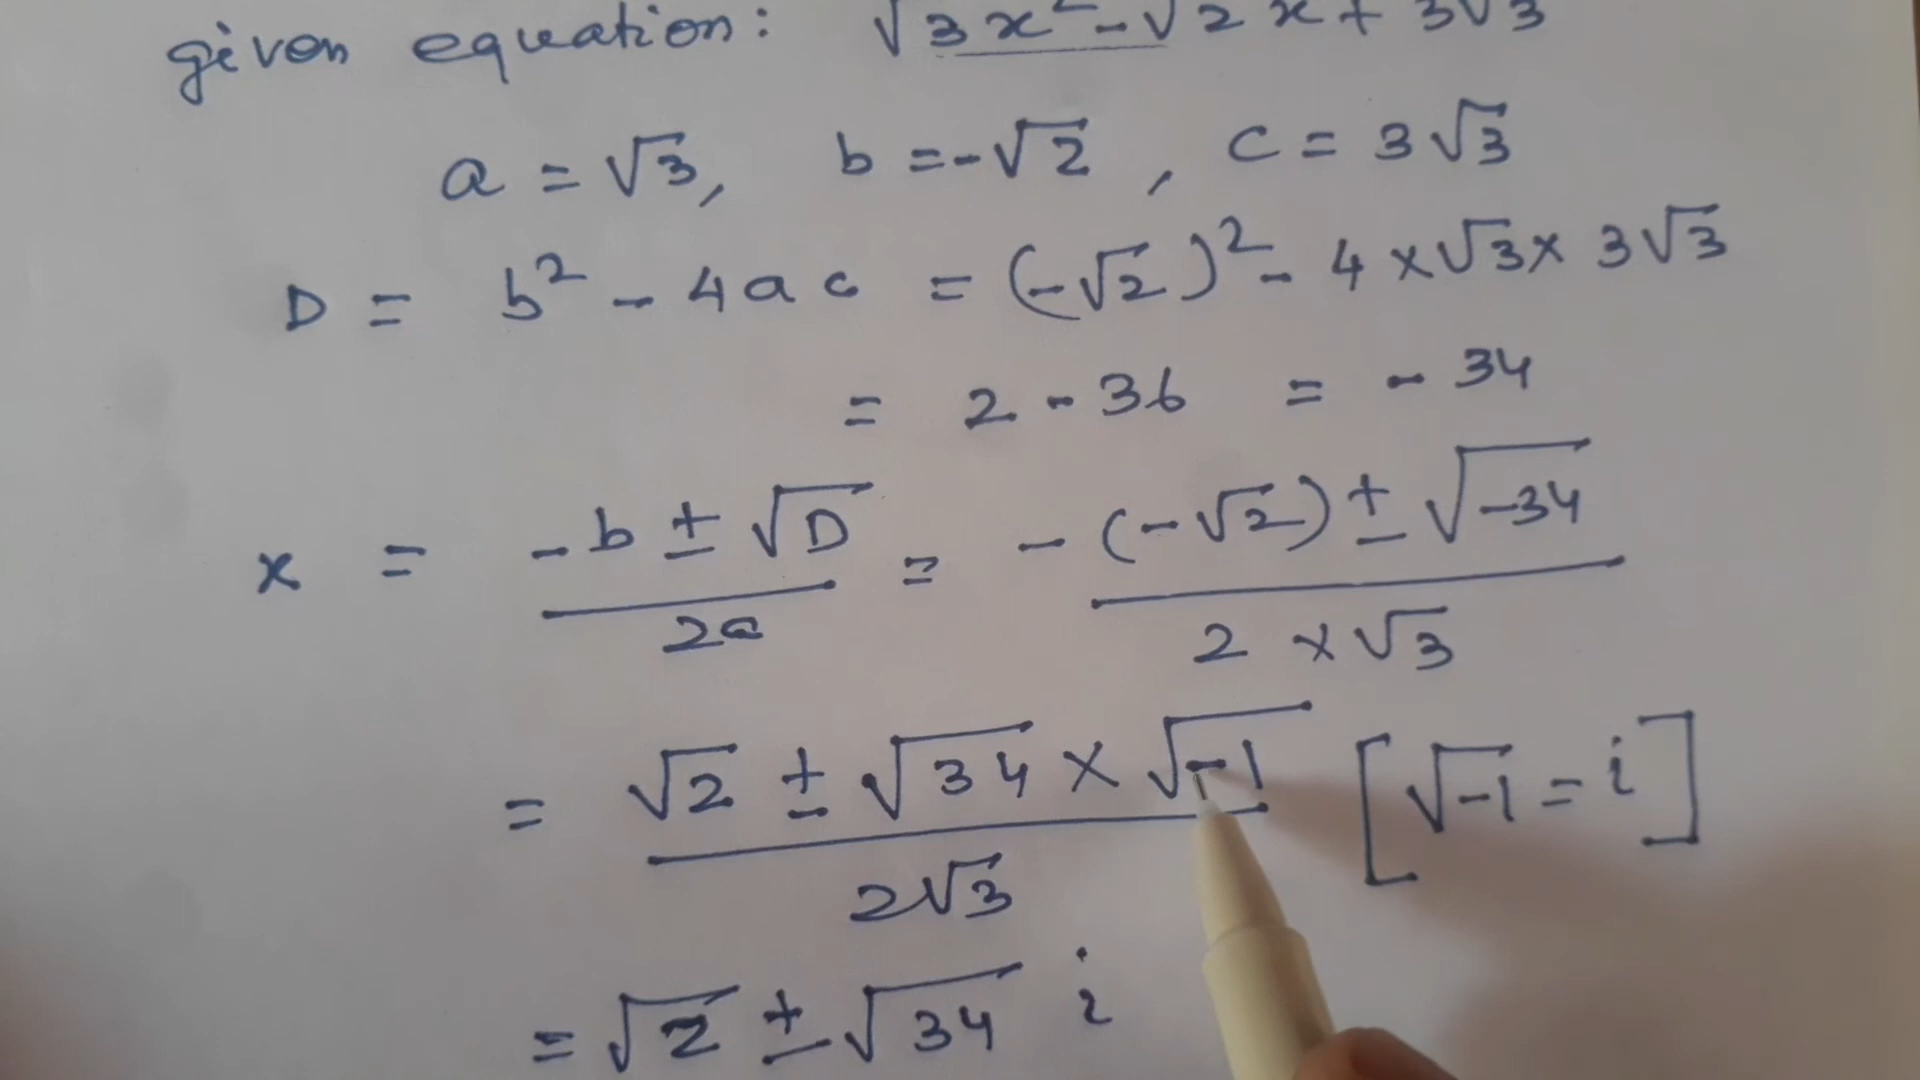 given equation: √3x² - √2x + 3√3
a = √3, b = -√2, c = 3√3
D = b² - 4ac = (-√2)² - 4 × √3 × 3√3
= 2 - 36 = - 34
x = (-b ± √D)/2a = (-(-√2) ± √-34)/(2 × √3)
= (√2 ± √34 × √-1)/(2√3) [√-1 = i]
= √2 ± √34 i